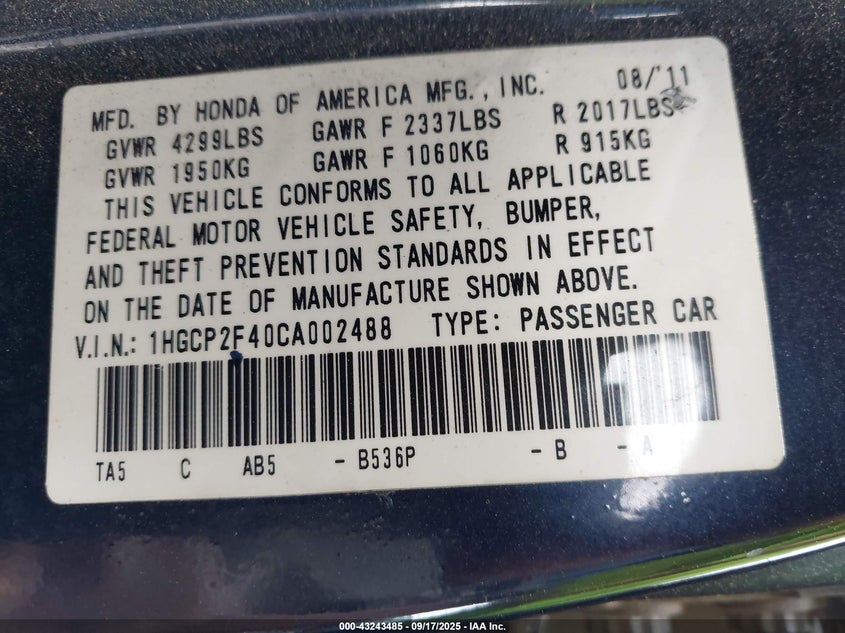 MFD. BY HONDA OF AMERICA MFG., INC. 08/'11
GVWR 4299LBS GAWR F 2337LBS R 2017LBS
GVWR 1950KG GAWR F 1060KG R 915KG
THIS VEHICLE CONFORMS TO ALL APPLICABLE
FEDERAL MOTOR VEHICLE SAFETY, BUMPER,
AND THEFT PREVENTION STANDARDS IN EFFECT
ON THE DATE OF MANUFACTURE SHOWN ABOVE.
V.I.N.: 1HGCP2F40CA002488 TYPE: PASSENGER CAR
TA5 C AB5 - B536P - B - A
000-43243485 - 09/17/2025 - IAA Inc.